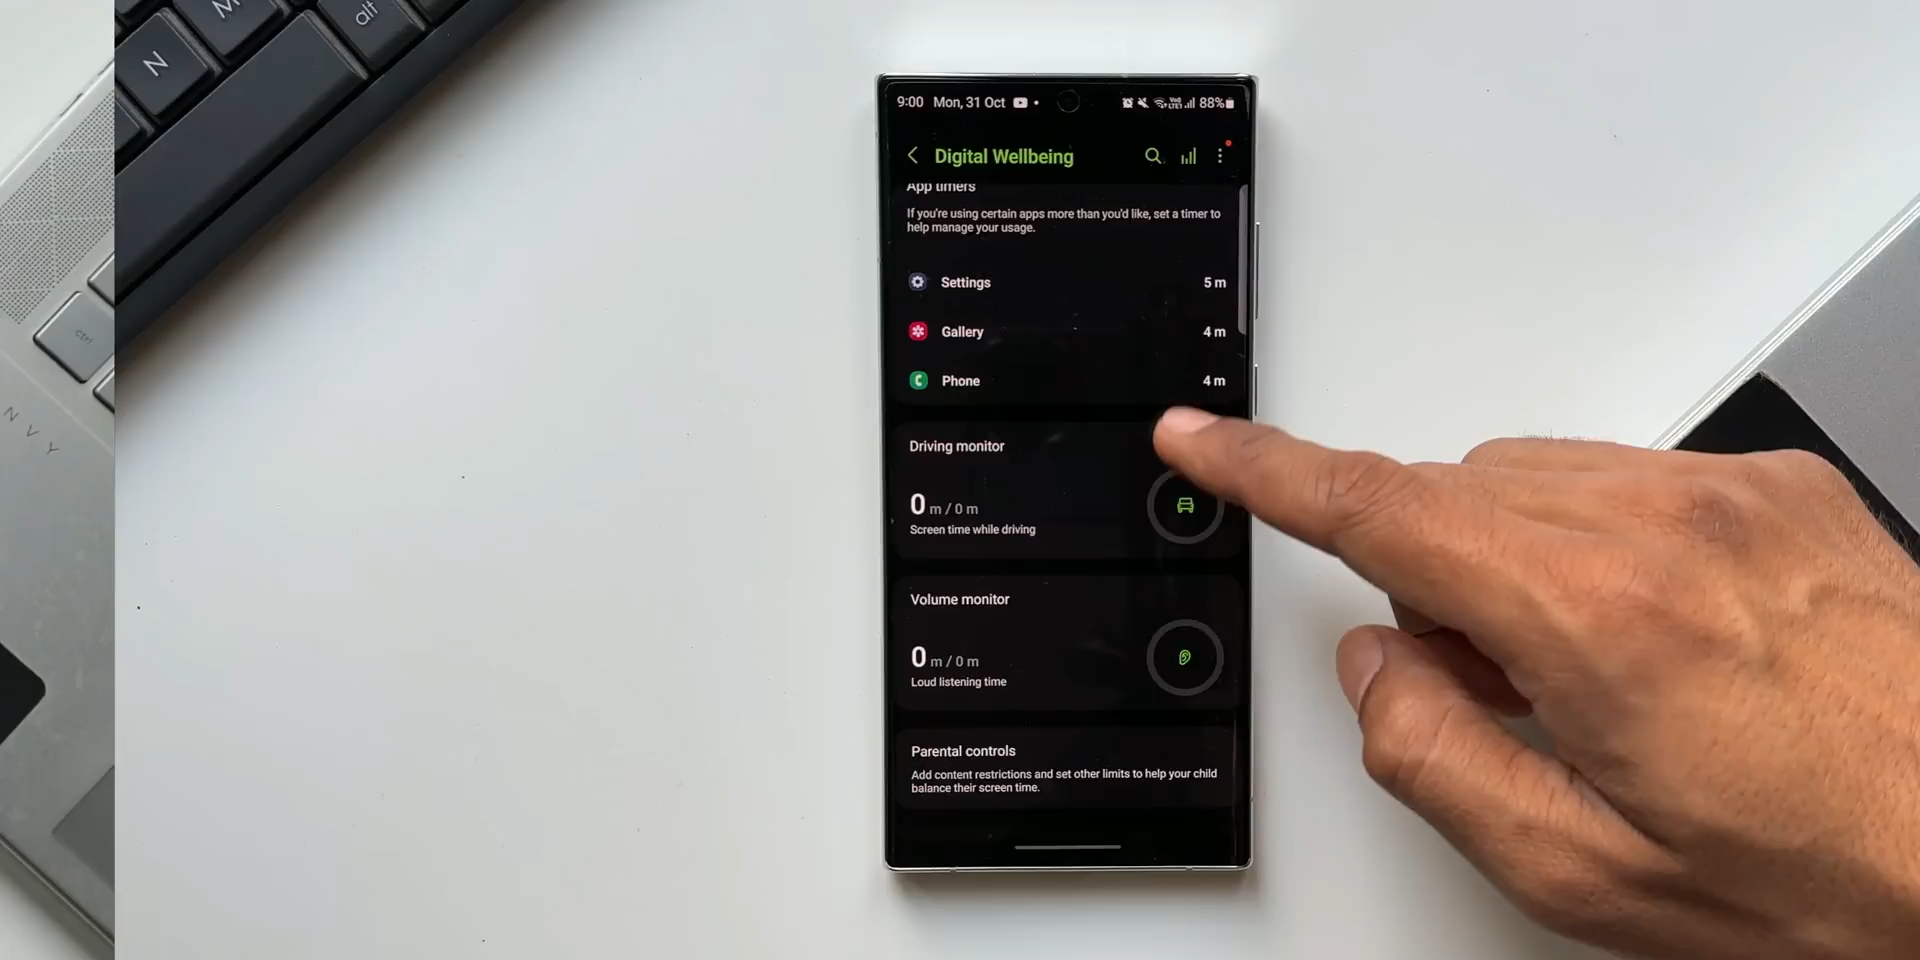 N
M
alt
ctrl
NVY
9:00 Mon, 31 Oct 88%
Digital Wellbeing
App timers
If you're using certain apps more than you'd like, set a timer to
help manage your usage.
Settings 5 m
Gallery 4 m
Phone 4 m
Driving monitor
0 m / 0 m
Screen time while driving
Volume monitor
0 m / 0 m
Loud listening time
Parental controls
Add content restrictions and set other limits to help your child
balance their screen time.